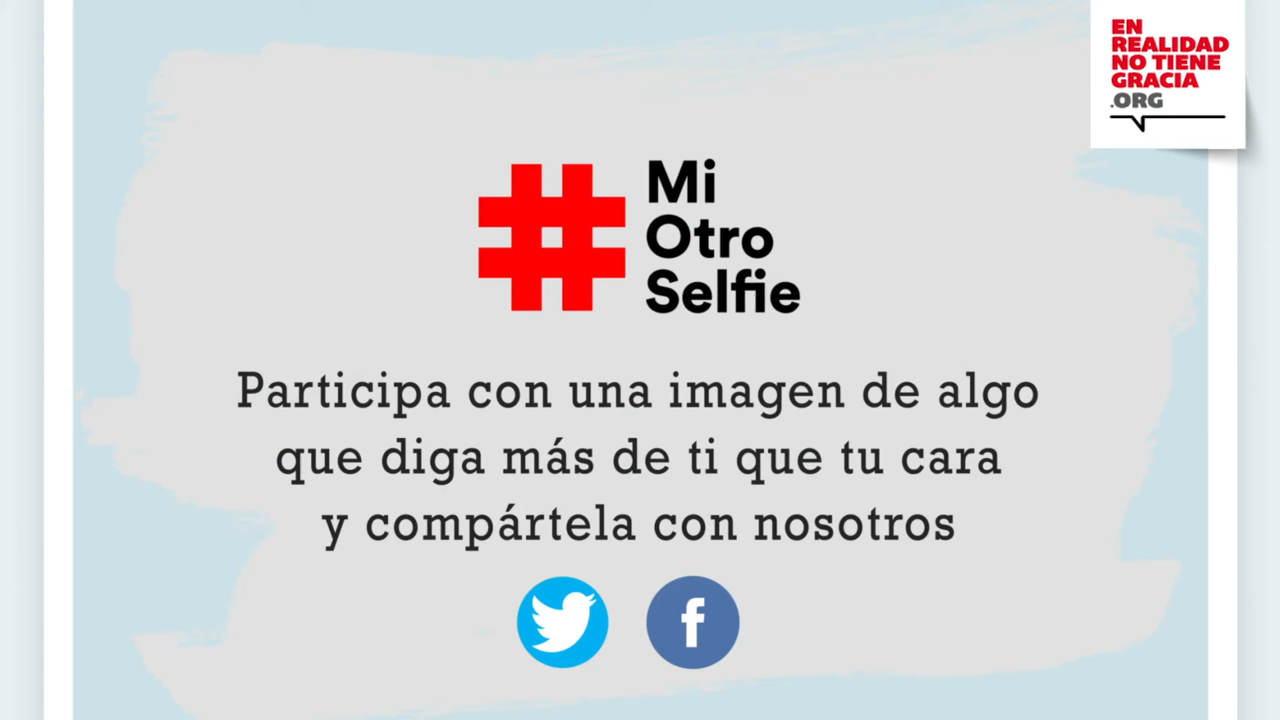 EN
REALIDAD
NO TIENE
GRACIA
.ORG
# Mi
Otro
Selfie
Participa con una imagen de algo
que diga más de ti que tu cara
y compártela con nosotros
f